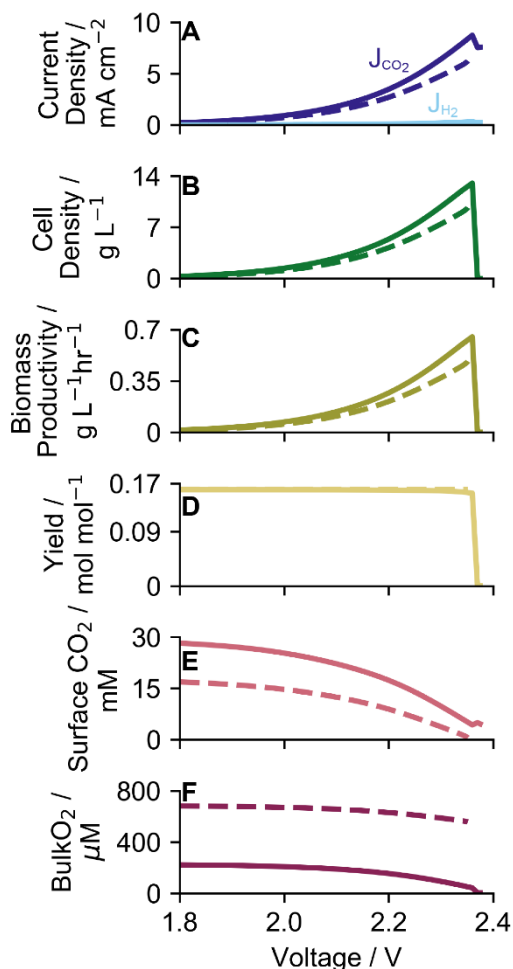 A
Current
Density /
mA cm⁻²
10
5
0
J_CO₂
J_H₂
B
Cell
Density /
g L⁻¹
14
7
0
C
Biomass
Productivity /
g L⁻¹hr⁻¹
0.7
0.35
0
D
Yield /
mol mol⁻¹
0.17
0.09
0
E
Surface CO₂ /
mM
30
15
0
F
BulkO₂ /
μM
800
400
0
1.8 2.0 2.2 2.4
Voltage / V